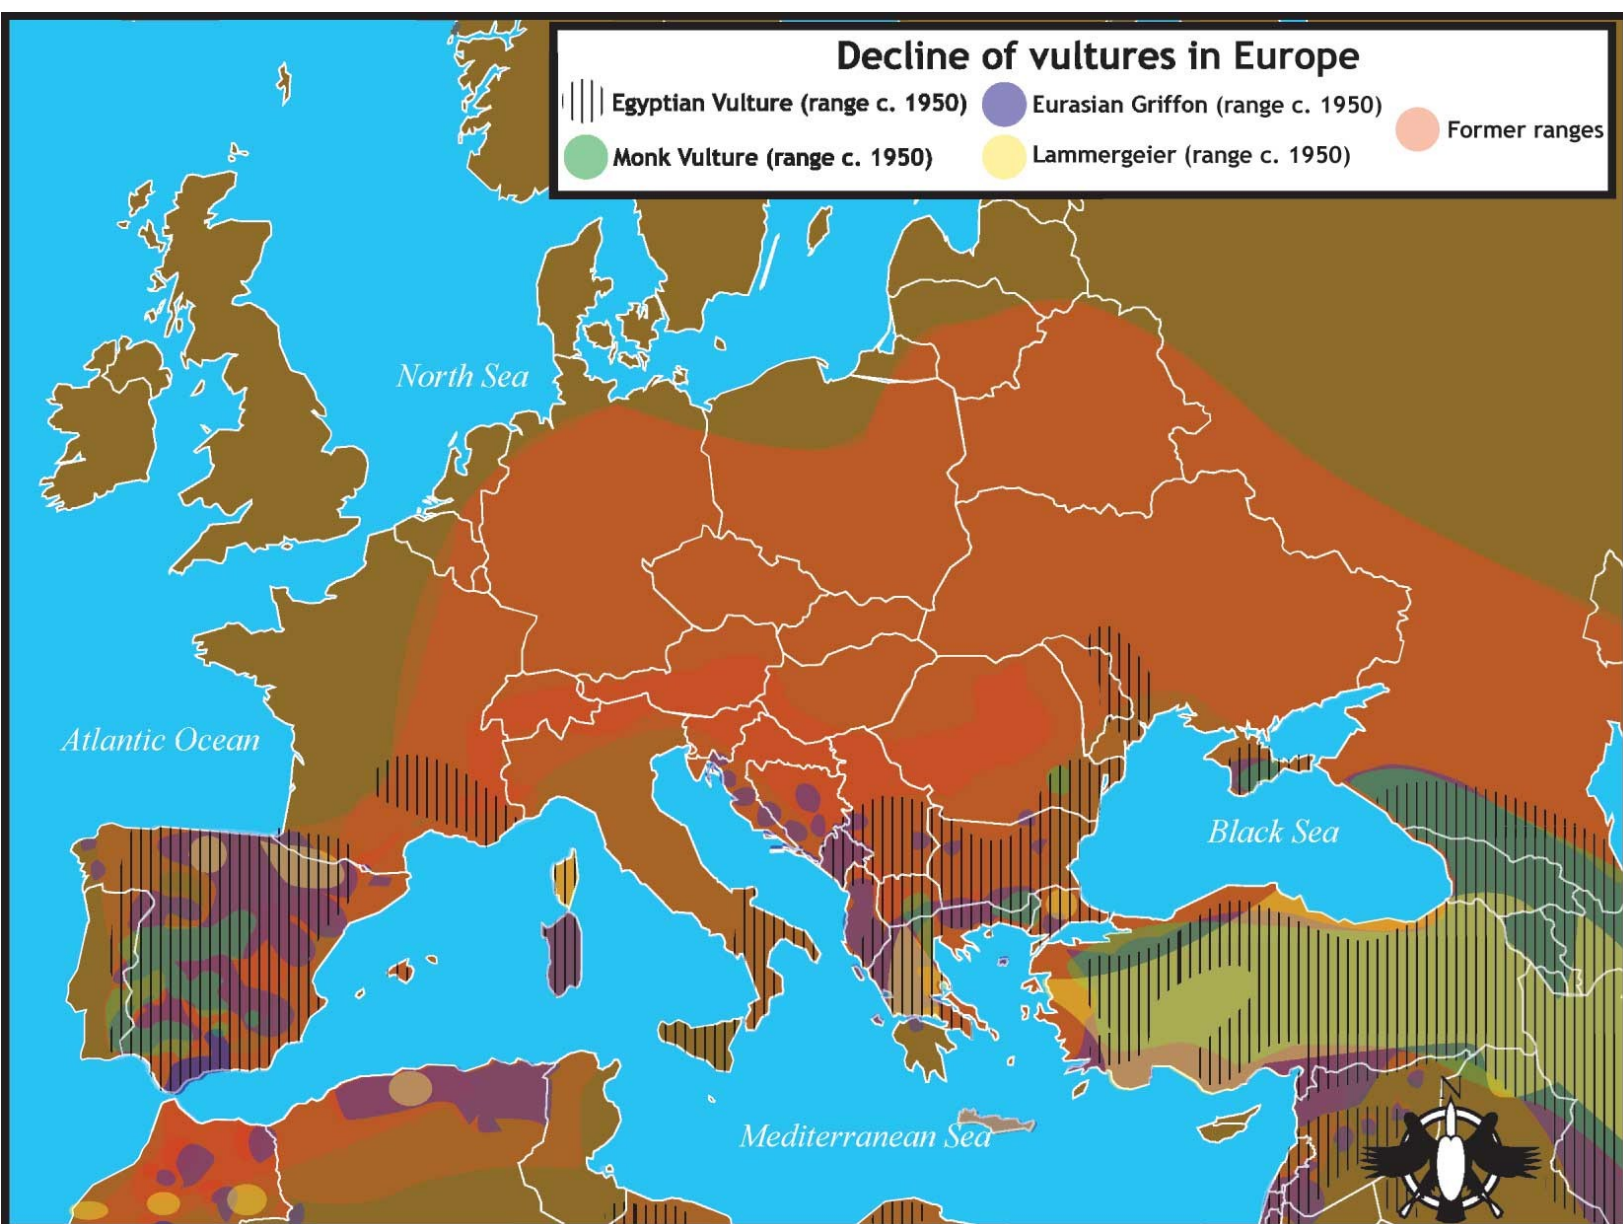 Decline of vultures in Europe
Egyptian Vulture (range c. 1950)
Eurasian Griffon (range c. 1950)
Former ranges
Monk Vulture (range c. 1950)
Lammergeier (range c. 1950)
North Sea
Atlantic Ocean
Black Sea
Mediterranean Sea
N